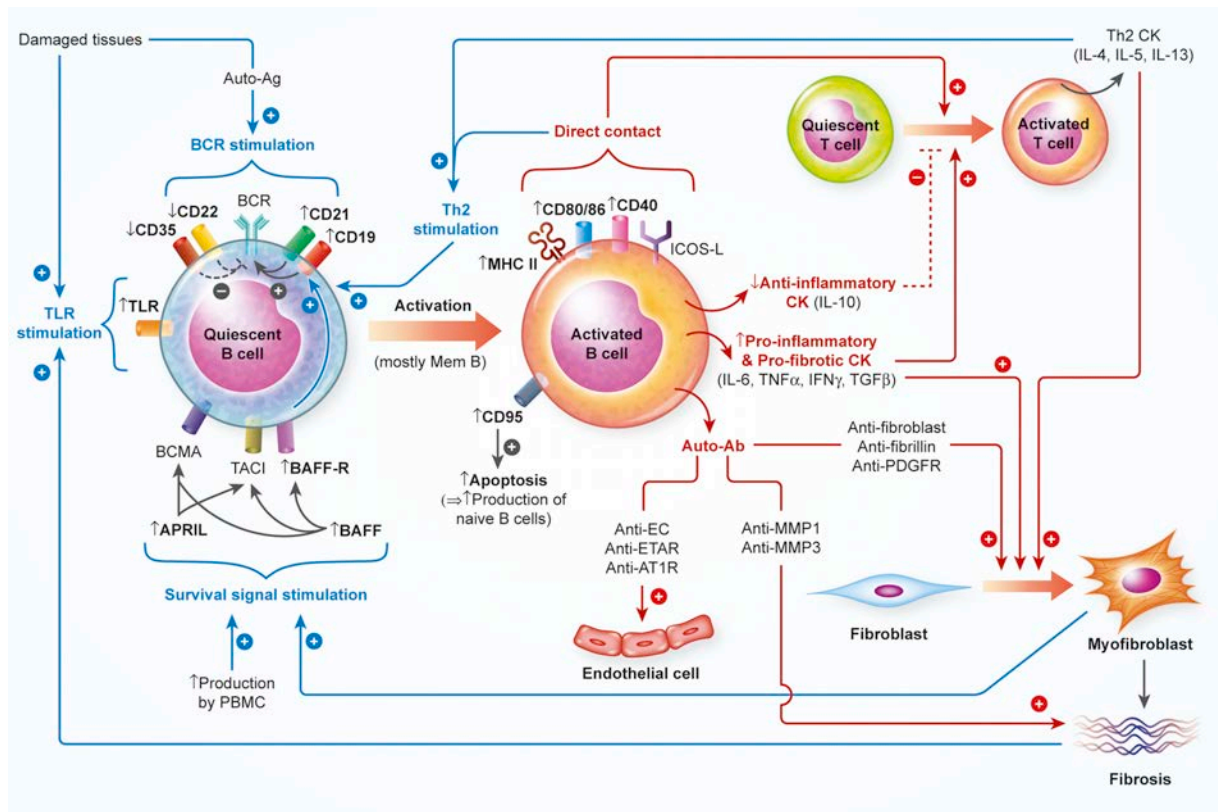 Damaged tissues
Auto-Ag
BCR stimulation
↓CD22
BCR
↑CD21
↓CD35
↑CD19
↑TLR
TLR
stimulation
Quiescent
B cell
BCMA
TACI
↑BAFF-R
↑APRIL
↑BAFF
Survival signal stimulation
↑Production
by PBMC
Th2
stimulation
Activation
(mostly Mem B)
Direct contact
↑CD80/86
↑CD40
↑MHC II
ICOS-L
Activated
B cell
↑CD95
↑Apoptosis
(⇒↑Production of
naive B cells)
↓Anti-inflammatory
CK (IL-10)
↑Pro-inflammatory
& Pro-fibrotic CK
(IL-6, TNFα, IFNγ, TGFβ)
Auto-Ab
Quiescent
T cell
Activated
T cell
Th2 CK
(IL-4, IL-5, IL-13)
Anti-fibroblast
Anti-fibrillin
Anti-PDGFR
Anti-EC
Anti-ETAR
Anti-AT1R
Anti-MMP1
Anti-MMP3
Endothelial cell
Fibroblast
Myofibroblast
Fibrosis